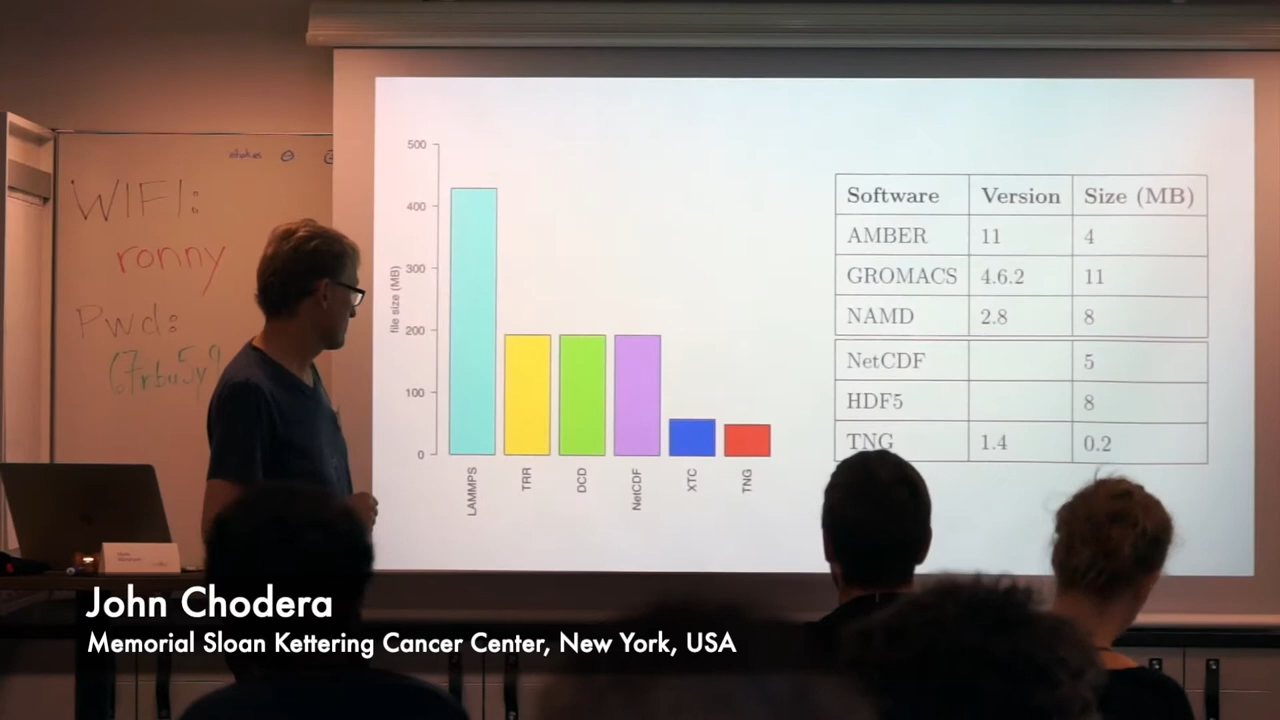 WIFI:
ronny
Pwd:
500
400
300
200
100
0
file size (MB)
LAMMPS
TRR
DCD
NetCDF
XTC
TNG
Software Version Size (MB)
AMBER 11 4
GROMACS 4.6.2 11
NAMD 2.8 8
NetCDF 5
HDF5 8
TNG 1.4 0.2
John Chodera
Memorial Sloan Kettering Cancer Center, New York, USA